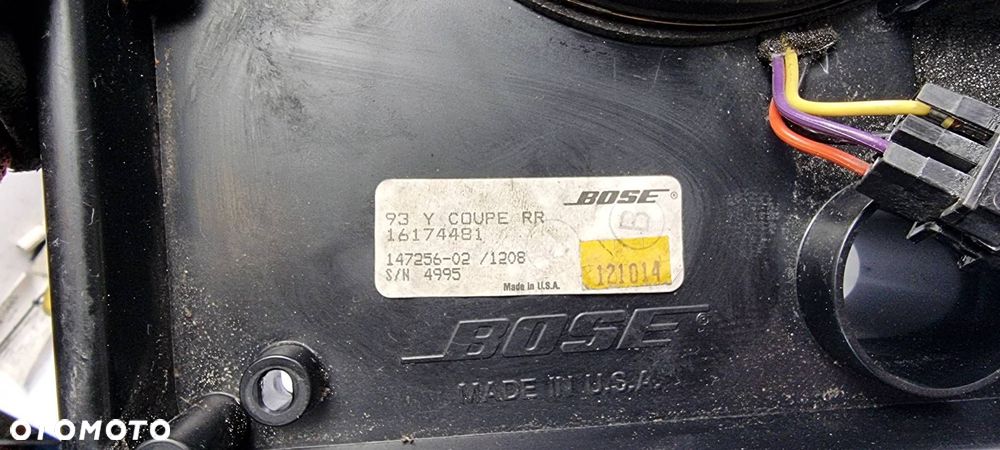 BOSE®
93 Y COUPE RR
16174481
B
147256-02 /1208
121014
S/N 4995
Made in U.S.A.
BOSE®
MADE IN U.S.A.
OTOMOTO